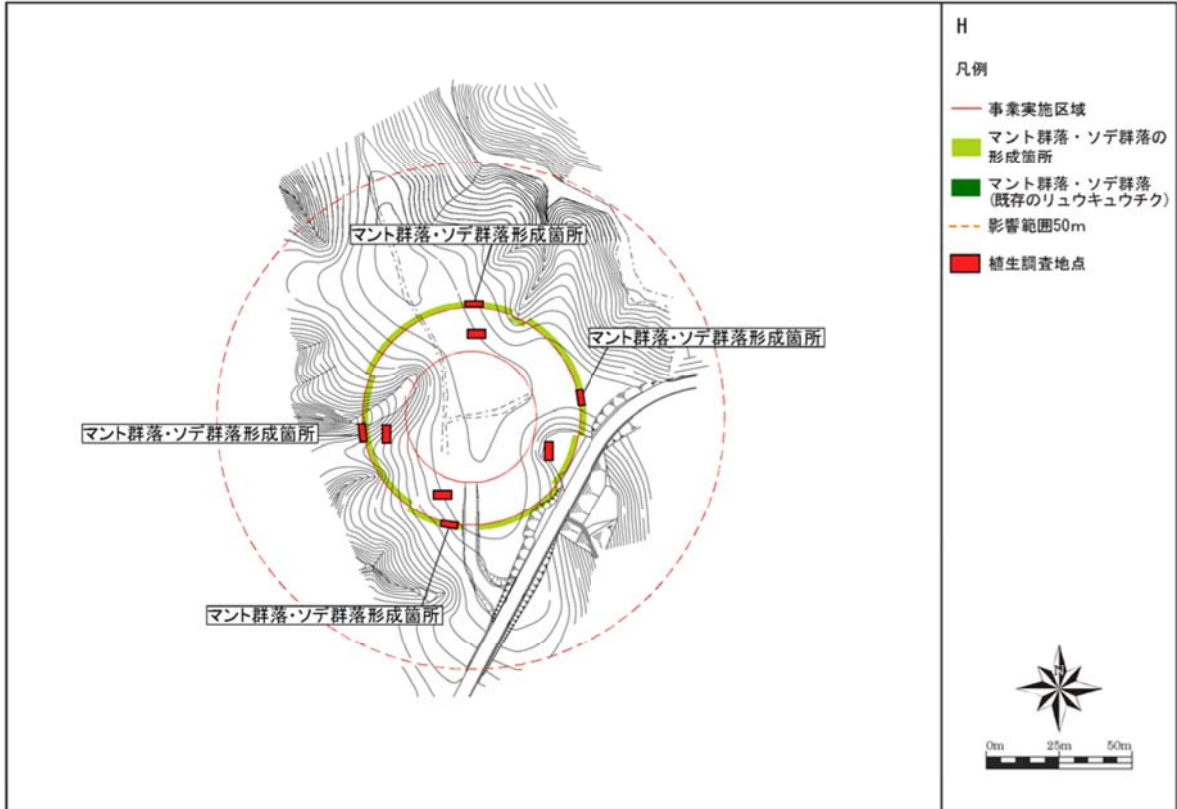 マント群落・ソデ群落形成箇所
マント群落・ソデ群落形成箇所
マント群落・ソデ群落形成箇所
マント群落・ソデ群落形成箇所
H
凡例
事業実施区域
マント群落・ソデ群落の
形成箇所
マント群落・ソデ群落
(既存のリュウキュウチク)
影響範囲50m
植生調査地点
N
0m 25m 50m